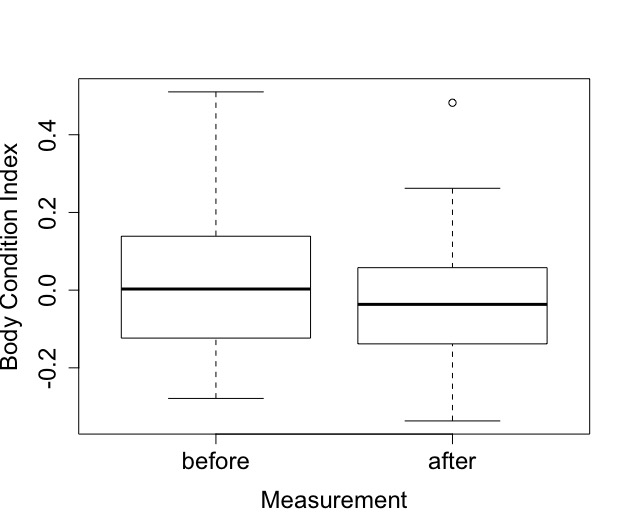 Body Condition Index
0.4
0.2
0.0
-0.2
before after
Measurement